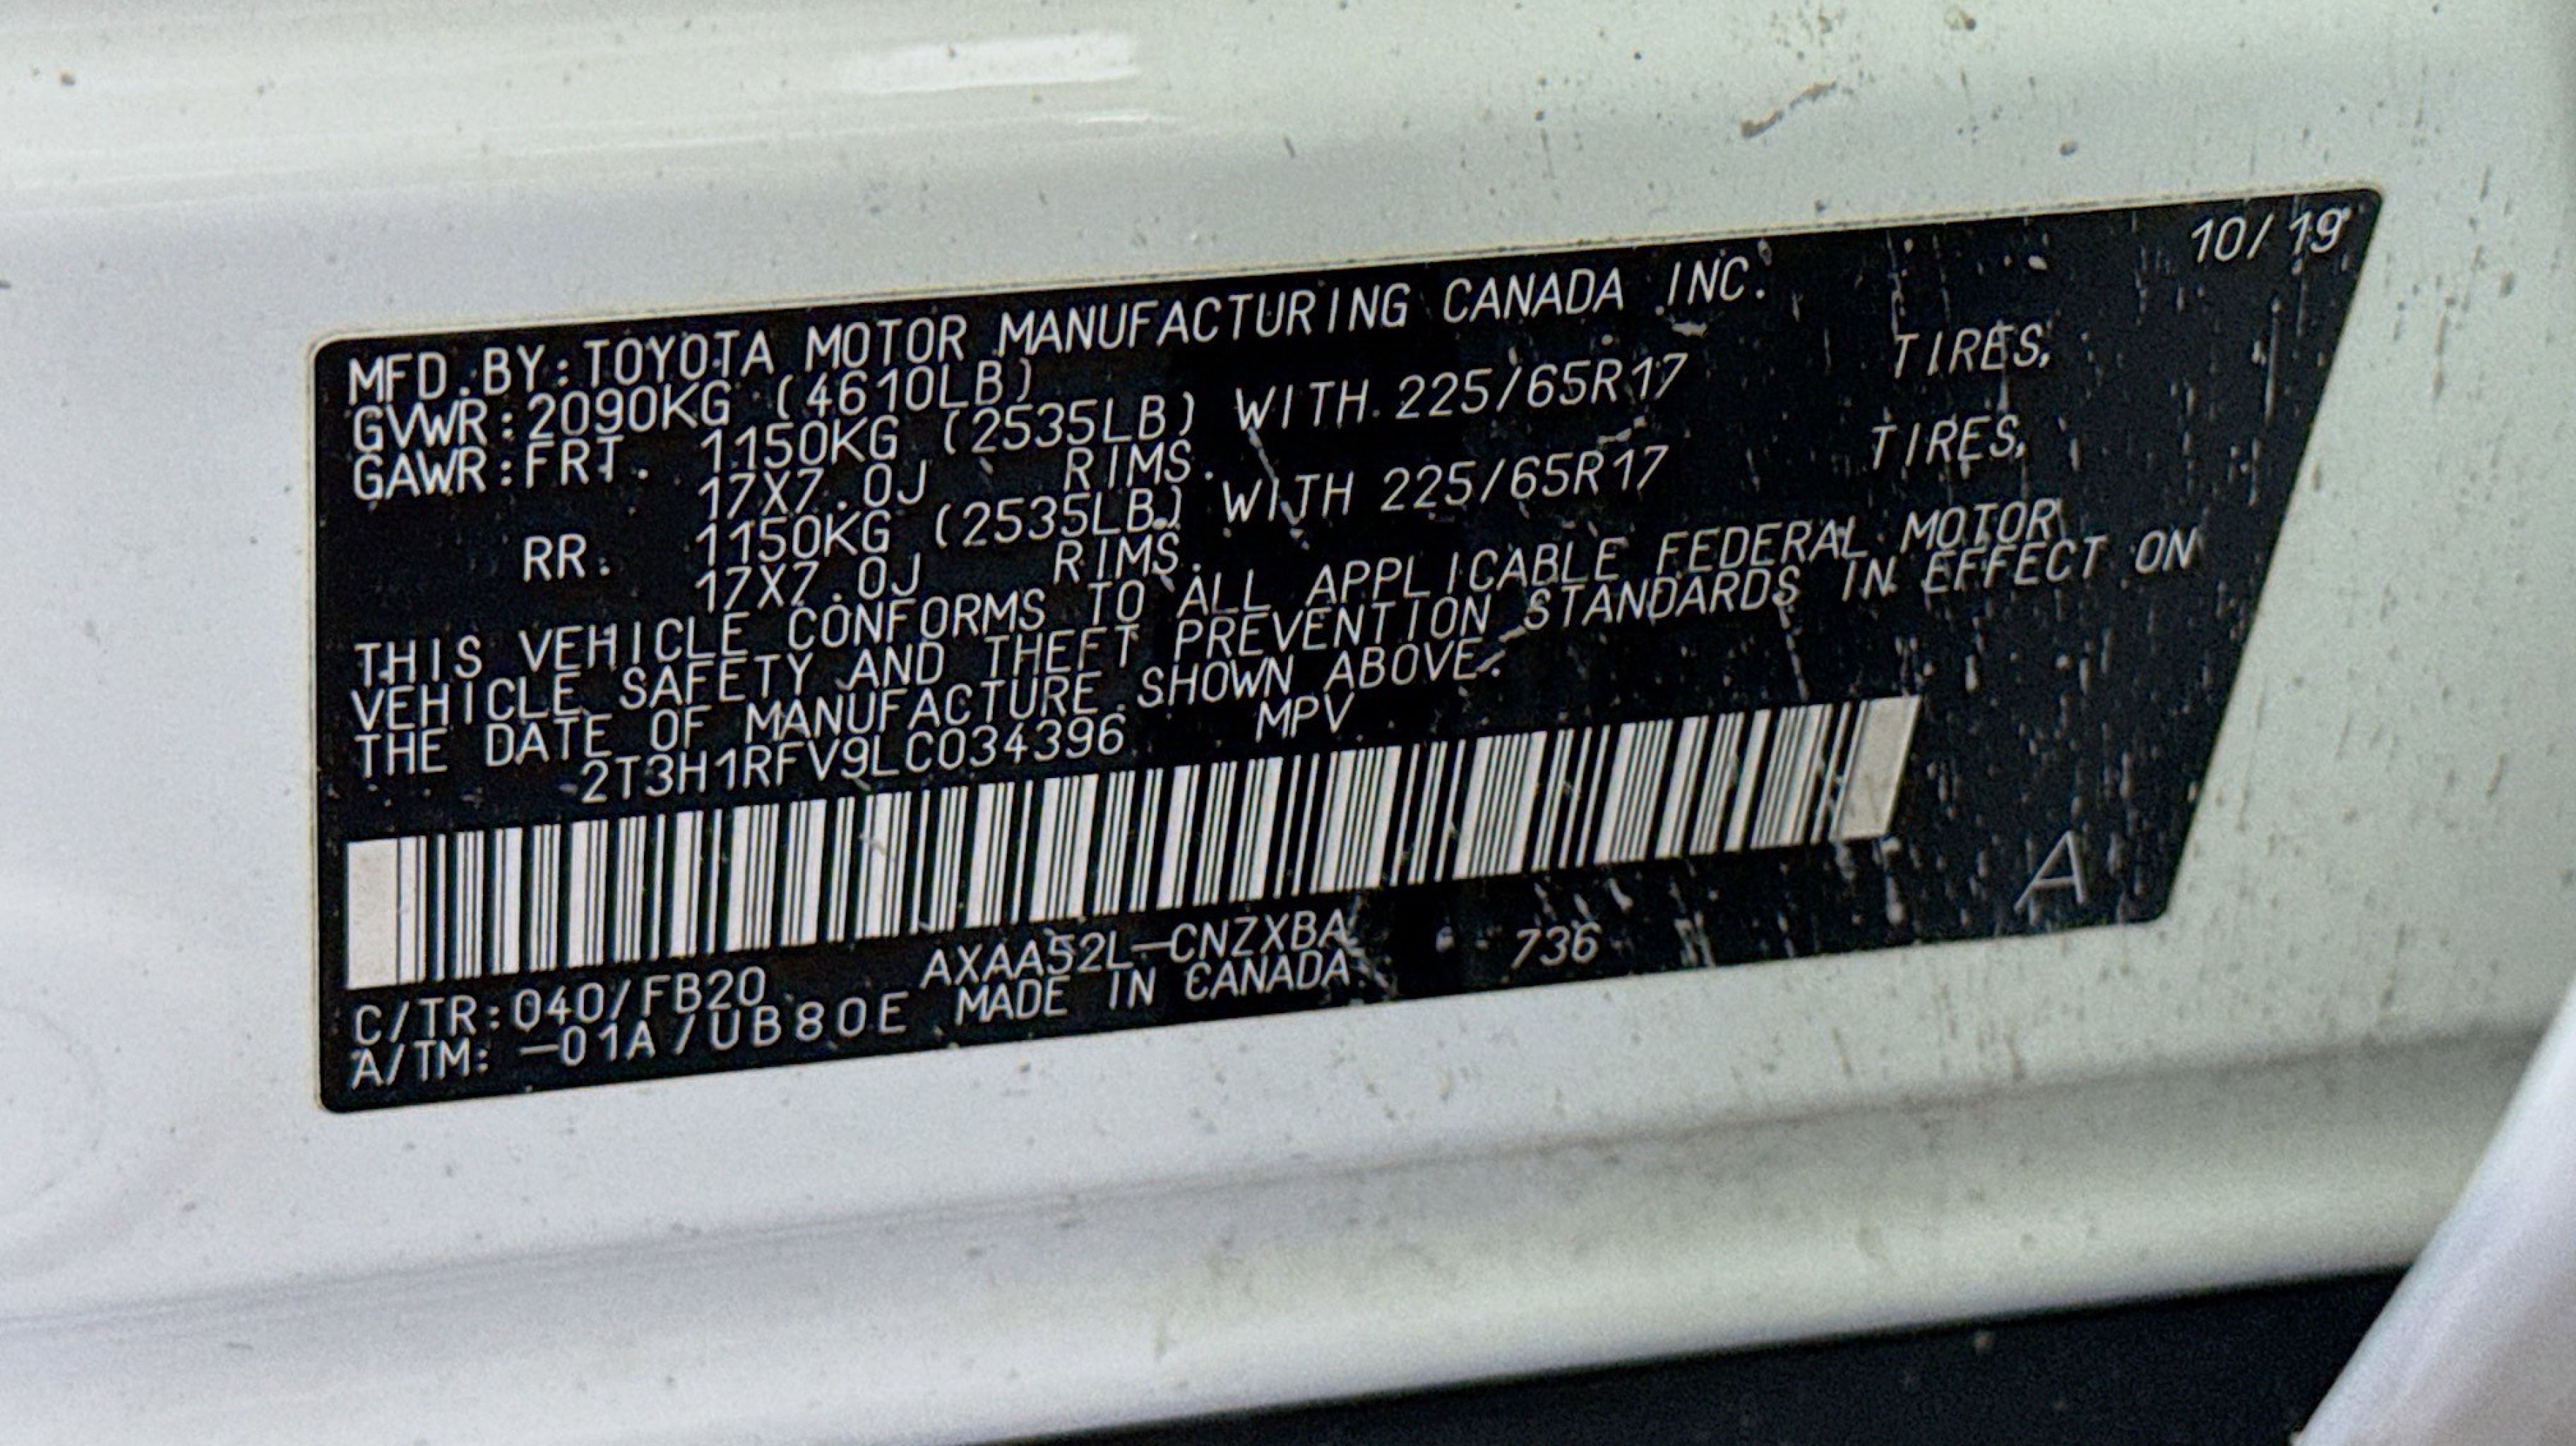 10/19
MFD.BY:TOYOTA MOTOR MANUFACTURING CANADA INC.
GVWR:2090KG (4610LB)
GAWR:FRT. 1150KG (2535LB) WITH 225/65R17 TIRES,
17X7.0J RIMS.
RR. 1150KG (2535LB) WITH 225/65R17 TIRES,
17X7.0J RIMS.
THIS VEHICLE CONFORMS TO ALL APPLICABLE FEDERAL MOTOR
VEHICLE SAFETY AND THEFT PREVENTION STANDARDS IN EFFECT ON
THE DATE OF MANUFACTURE SHOWN ABOVE.
2T3H1RFV9LC034396 MPV
A
C/TR:040/FB20 AXAA52L-CNZXBA 736
A/TM: -01A/UB80E MADE IN CANADA